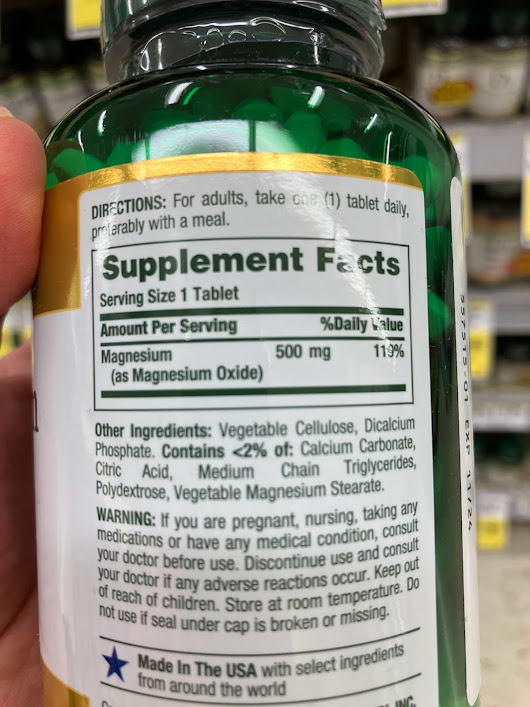 DIRECTIONS: For adults, take one (1) tablet daily,
preferably with a meal.
Supplement Facts
Serving Size 1 Tablet
Amount Per Serving %Daily Value
Magnesium 500 mg 119%
(as Magnesium Oxide)
Other Ingredients: Vegetable Cellulose, Dicalcium
Phosphate. Contains <2% of: Calcium Carbonate,
Citric Acid, Medium Chain Triglycerides,
Polydextrose, Vegetable Magnesium Stearate.
WARNING: If you are pregnant, nursing, taking any
medications or have any medical condition, consult
your doctor before use. Discontinue use and consult
your doctor if any adverse reactions occur. Keep out
of reach of children. Store at room temperature. Do
not use if seal under cap is broken or missing.
Made In The USA with select ingredients
from around the world
EXP 11/24